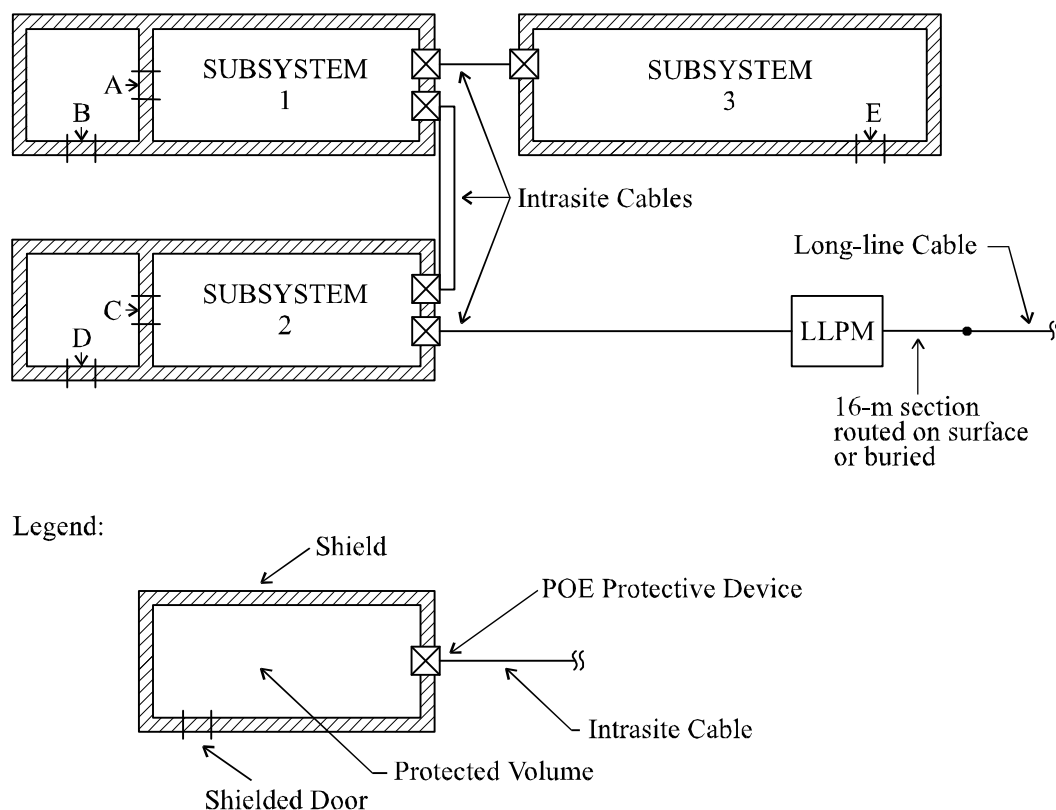 SUBSYSTEM
1
A
B
SUBSYSTEM
3
E
Intrasite Cables
SUBSYSTEM
2
C
D
Long-line Cable
LLPM
16-m section
routed on surface
or buried
Legend:
Shield
POE Protective Device
Intrasite Cable
Protected Volume
Shielded Door